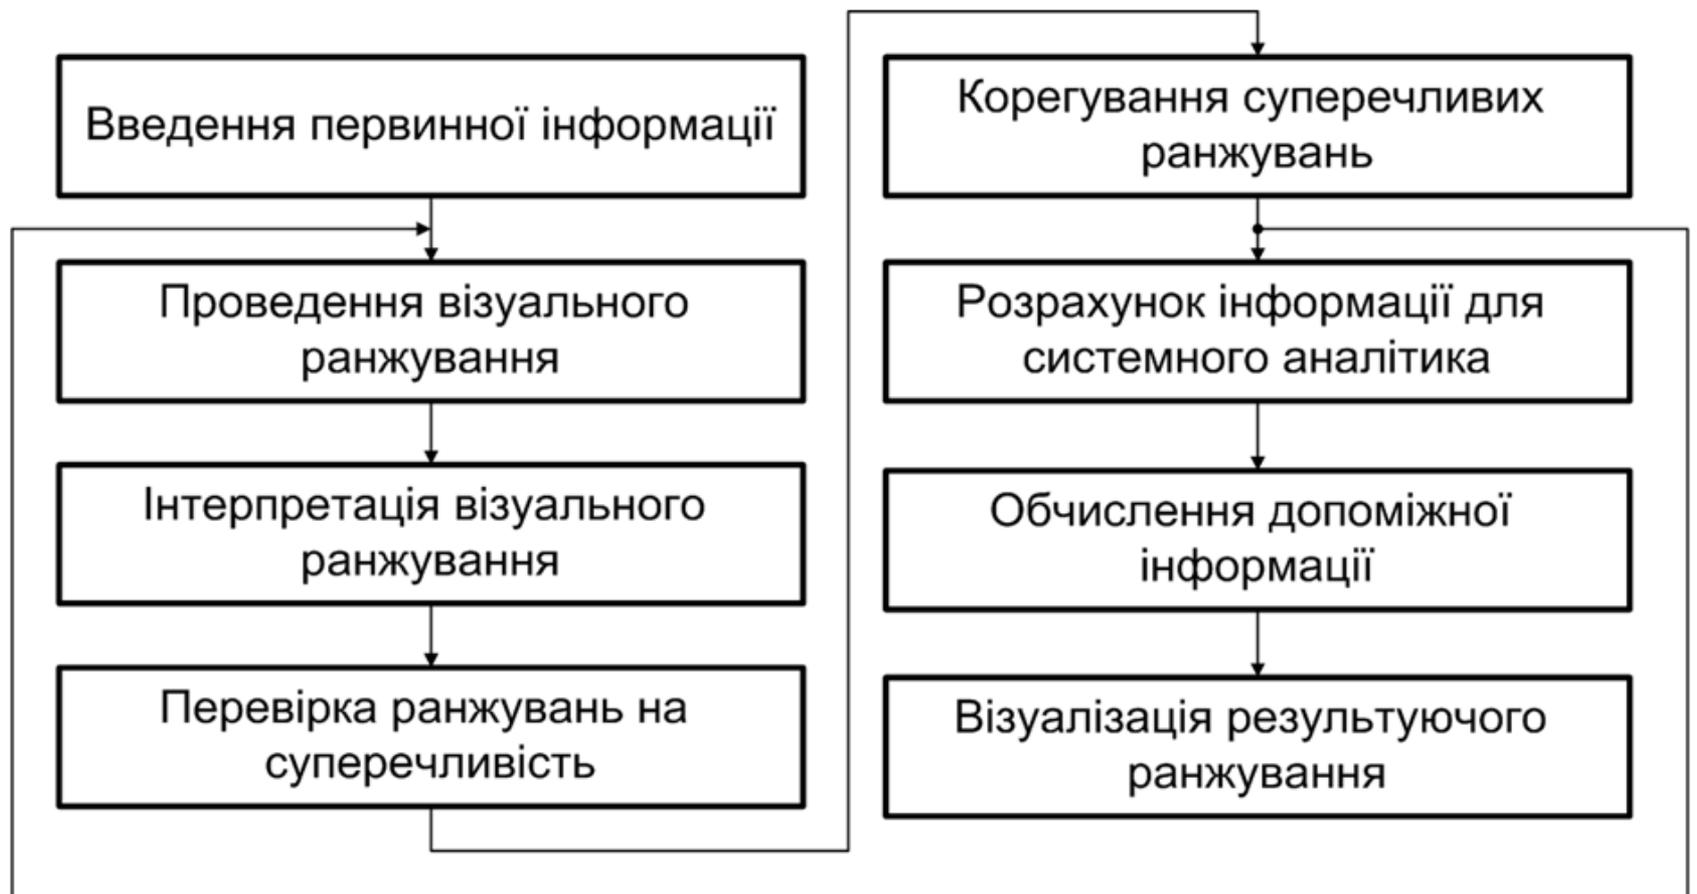 Введення первинної інформації
Проведення візуального
ранжування
Інтерпретація візуального
ранжування
Перевірка ранжувань на
суперечливість
Корегування суперечливих
ранжувань
Розрахунок інформації для
системного аналітика
Обчислення допоміжної
інформації
Візуалізація результуючого
ранжування